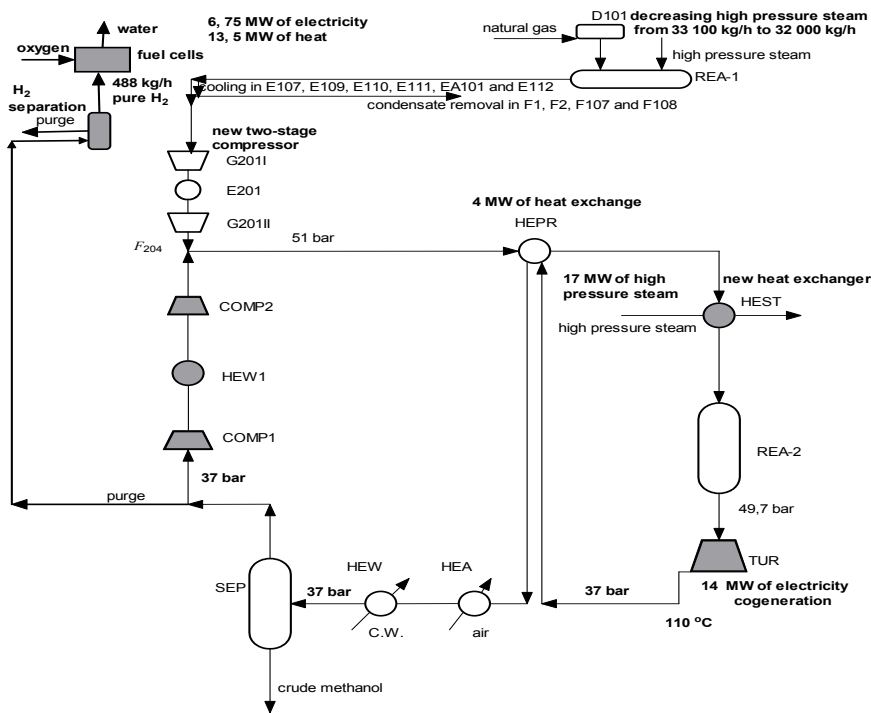 6, 75 MW of electricity
13, 5 MW of heat
water
oxygen
fuel cells
488 kg/h
pure H2
H2
separation
purge
natural gas
D101 decreasing high pressure steam
from 33 100 kg/h to 32 000 kg/h
high pressure steam
REA-1
cooling in E107, E109, E110, E111, EA101 and E112
condensate removal in F1, F2, F107 and F108
new two-stage
compressor
G201I
E201
G201II
F204
51 bar
4 MW of heat exchange
HEPR
17 MW of high
pressure steam
new heat exchanger
HEST
high pressure steam
COMP2
HEW1
COMP1
37 bar
purge
REA-2
49,7 bar
TUR
14 MW of electricity
cogeneration
37 bar
110 °C
SEP
37 bar
HEW
C.W.
HEA
air
crude methanol